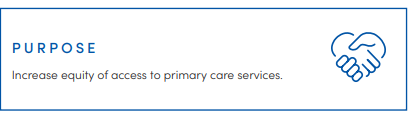 PURPOSE
Increase equity of access to primary care services.